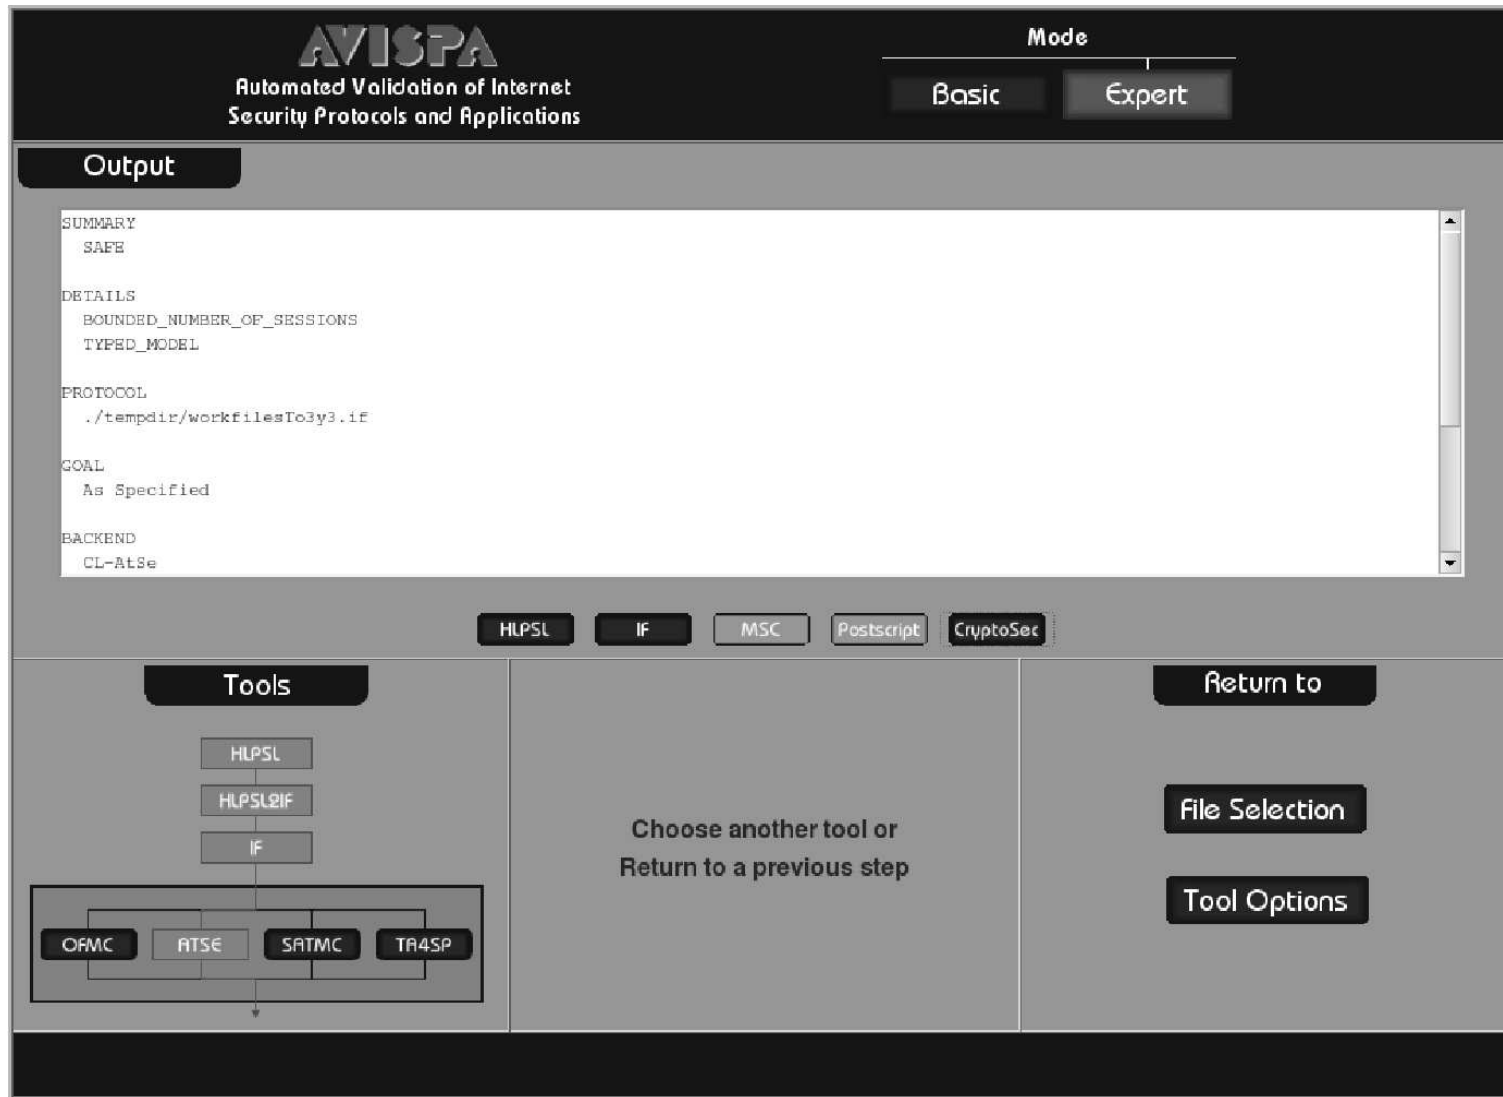 AVISPA
Automated Validation of Internet
Security Protocols and Applications
Mode
Basic
Expert
Output
SUMMARY
SAFE
DETAILS
BOUNDED_NUMBER_OF_SESSIONS
TYPED_MODEL
PROTOCOL
./tempdir/workfilesTo3y3.if
GOAL
As Specified
BACKEND
CL-AtSe
HLPSL
IF
MSC
Postscript
CryptoSec
Tools
HLPSL
HLPSL2IF
IF
OFMC
ATSE
SATMC
TA4SP
Choose another tool or
Return to a previous step
Return to
File Selection
Tool Options